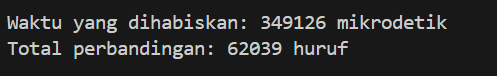 Waktu yang dihabiskan: 349126 mikrodetik
Total perbandingan: 62039 huruf